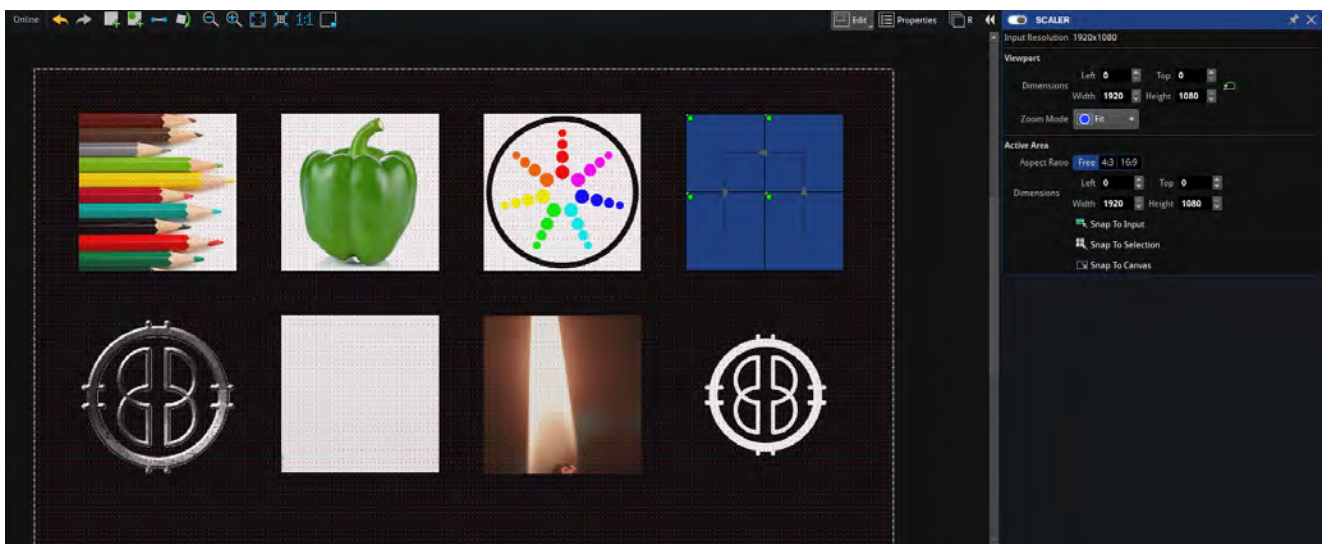 Online 1:1 Edit Properties R SCALER
Input Resolution 1920x1080
Viewport
Dimensions Left 0 Top 0
Width 1920 Height 1080
Zoom Mode Fit
Active Area
Aspect Ratio Free 4:3 16:9
Dimensions Left 0 Top 0
Width 1920 Height 1080
Snap To Input
Snap To Selection
Snap To Canvas